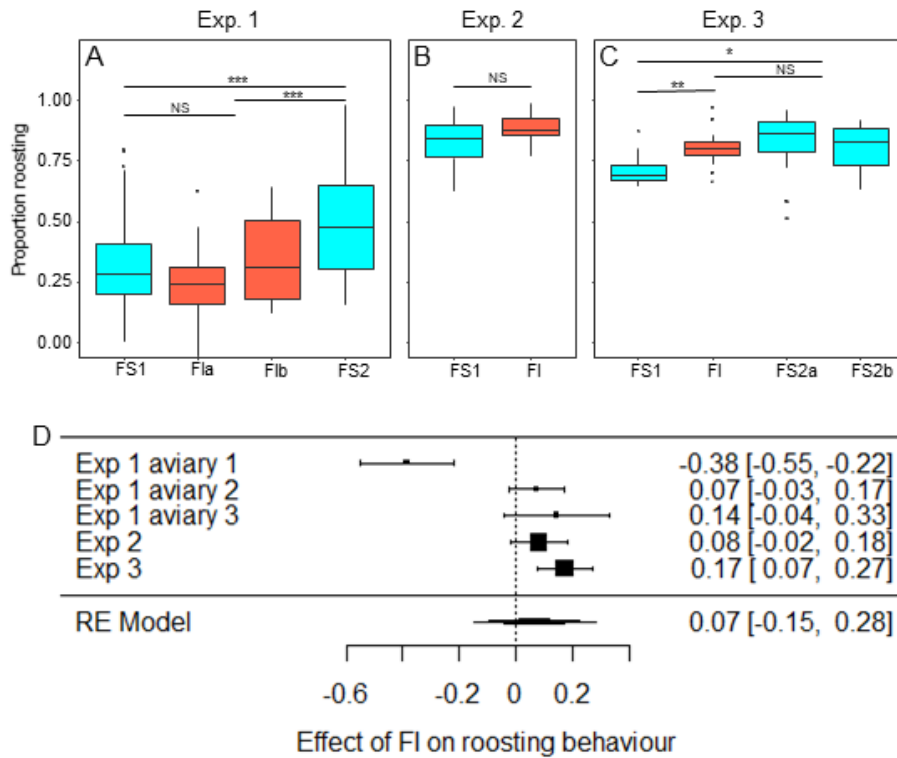 Exp. 1 Exp. 2 Exp. 3
A B C
*** NS *
NS *** ** NS
Proportion roosting
1.00
0.75
0.50
0.25
0.00
FS1 FIa FIb FS2 FS1 FI FS1 FI FS2a FS2b
D
Exp 1 aviary 1 -0.38 [-0.55, -0.22]
Exp 1 aviary 2 0.07 [-0.03, 0.17]
Exp 1 aviary 3 0.14 [-0.04, 0.33]
Exp 2 0.08 [-0.02, 0.18]
Exp 3 0.17 [ 0.07, 0.27]
RE Model 0.07 [-0.15, 0.28]
-0.6 -0.2 0 0.2
Effect of FI on roosting behaviour